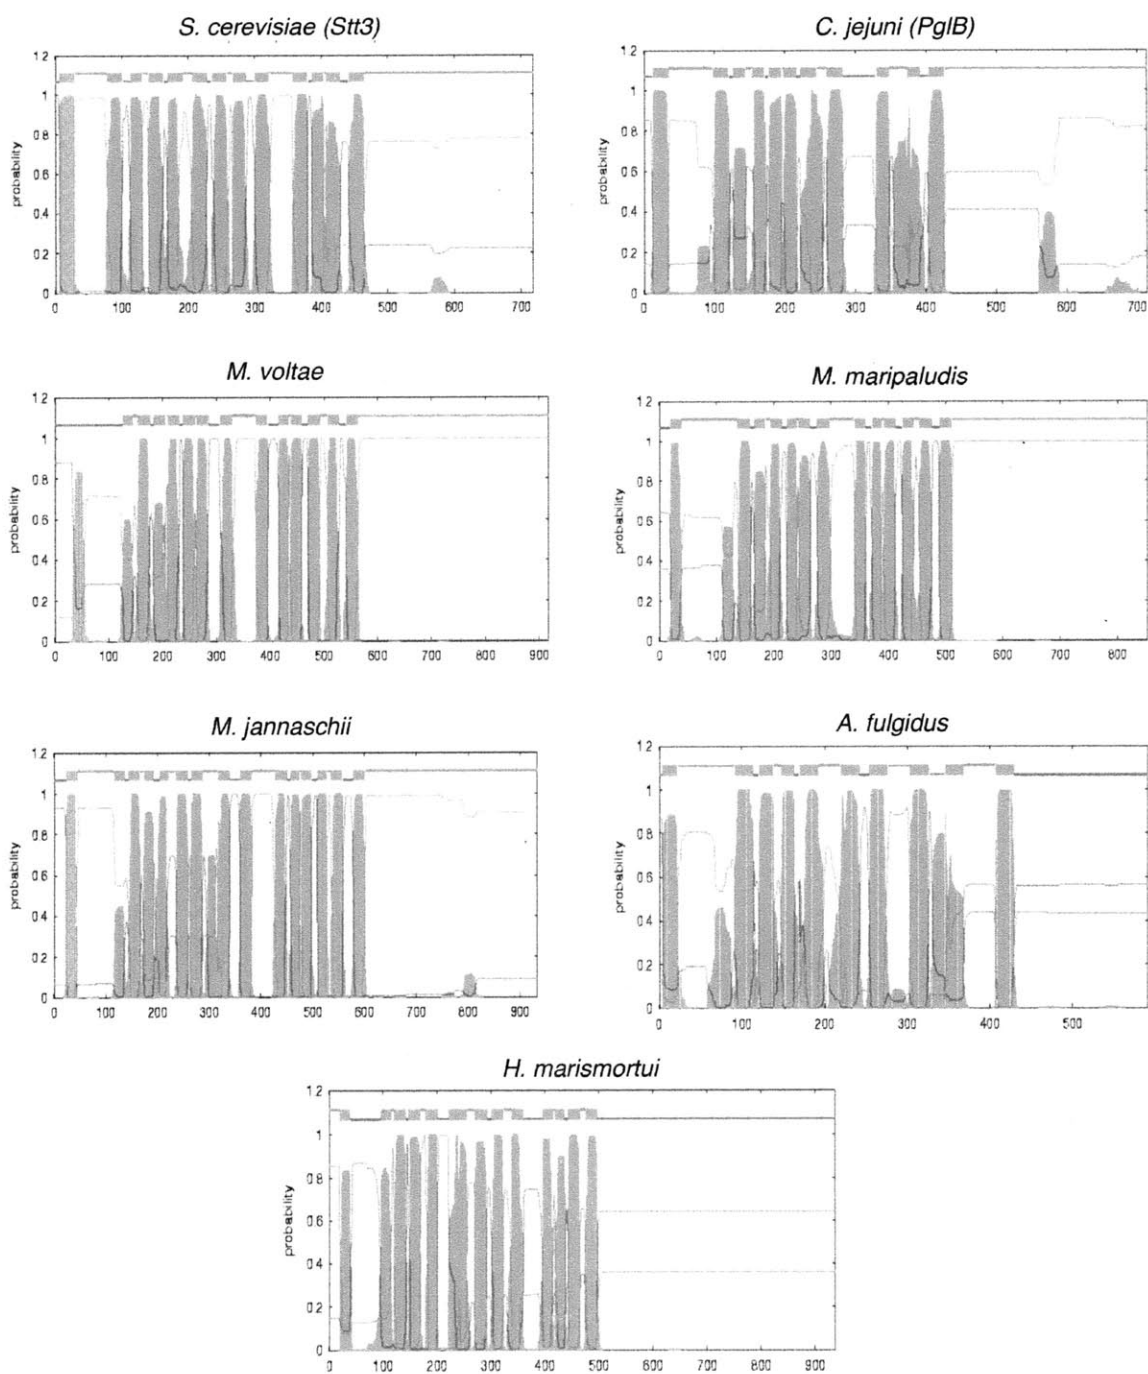 S. cerevisiae (Stt3)
C. jejuni (PglB)
1.2
1
0.8
0.6
0.4
0.2
0
probability
0 100 200 300 400 500 600 700
1.2
1
0.8
0.6
0.4
0.2
0
probability
0 100 200 300 400 500 600 700
M. voltae
M. maripaludis
1.2
1
0.8
0.6
0.4
0.2
0
probability
0 100 200 300 400 500 600 700 800 900
1.2
1
0.8
0.6
0.4
0.2
0
probability
0 100 200 300 400 500 600 700 800
M. jannaschii
A. fulgidus
1.2
1
0.8
0.6
0.4
0.2
0
probability
0 100 200 300 400 500 600 700 800 900
1.2
1
0.8
0.6
0.4
0.2
0
probability
0 100 200 300 400 500
H. marismortui
1.2
1
0.8
0.6
0.4
0.2
0
probability
0 100 200 300 400 500 600 700 800 900